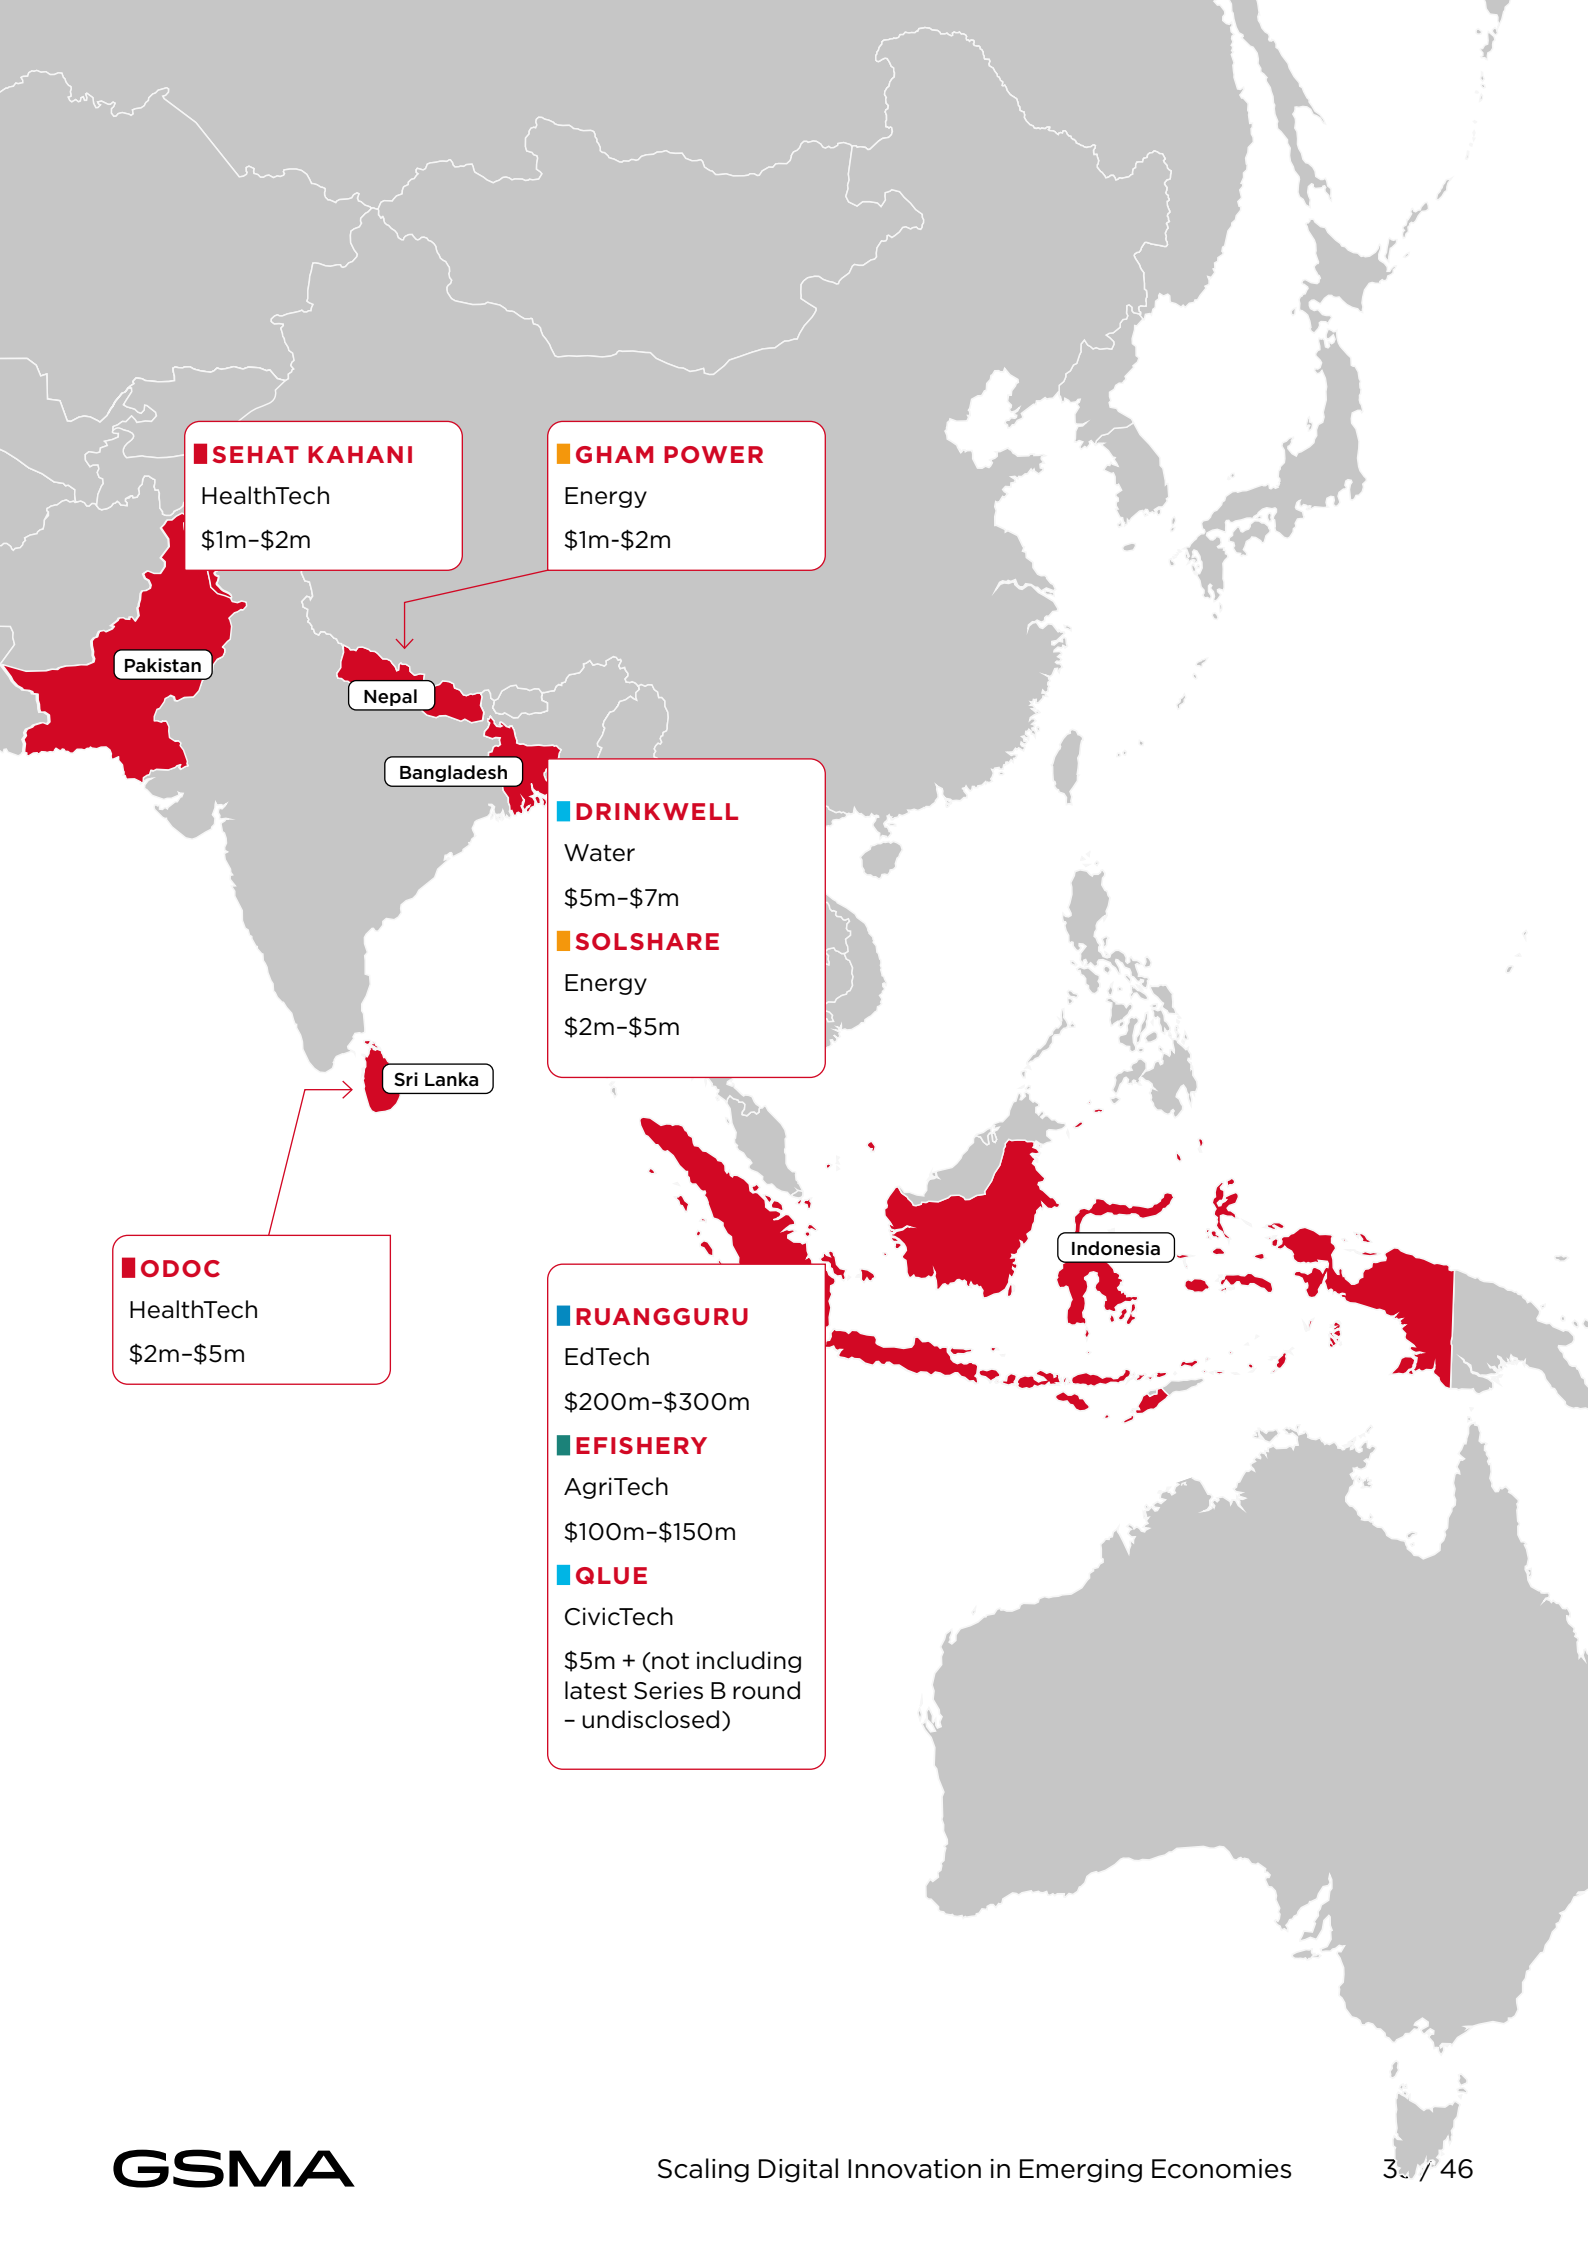 SEHAT KAHANI
HealthTech
$1m–$2m
GHAM POWER
Energy
$1m-$2m
Pakistan
Nepal
Bangladesh
DRINKWELL
Water
$5m–$7m
SOLSHARE
Energy
$2m–$5m
Sri Lanka
ODOC
HealthTech
$2m–$5m
Indonesia
RUANGGURU
EdTech
$200m–$300m
EFISHERY
AgriTech
$100m–$150m
QLUE
CivicTech
$5m + (not including
latest Series B round
– undisclosed)
GSMA
Scaling Digital Innovation in Emerging Economies
/ 46